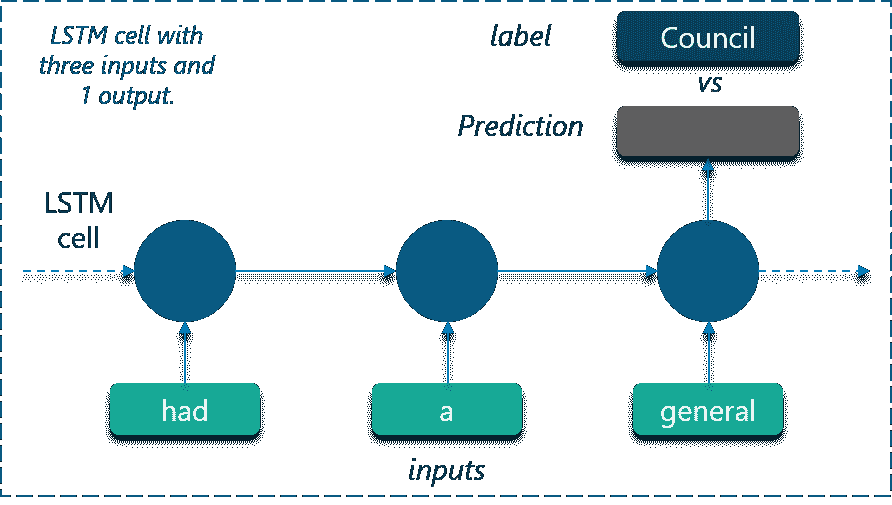 LSTM cell with
three inputs and
1 output.
label
Council
vs
Prediction
LSTM
cell
had
a
general
inputs